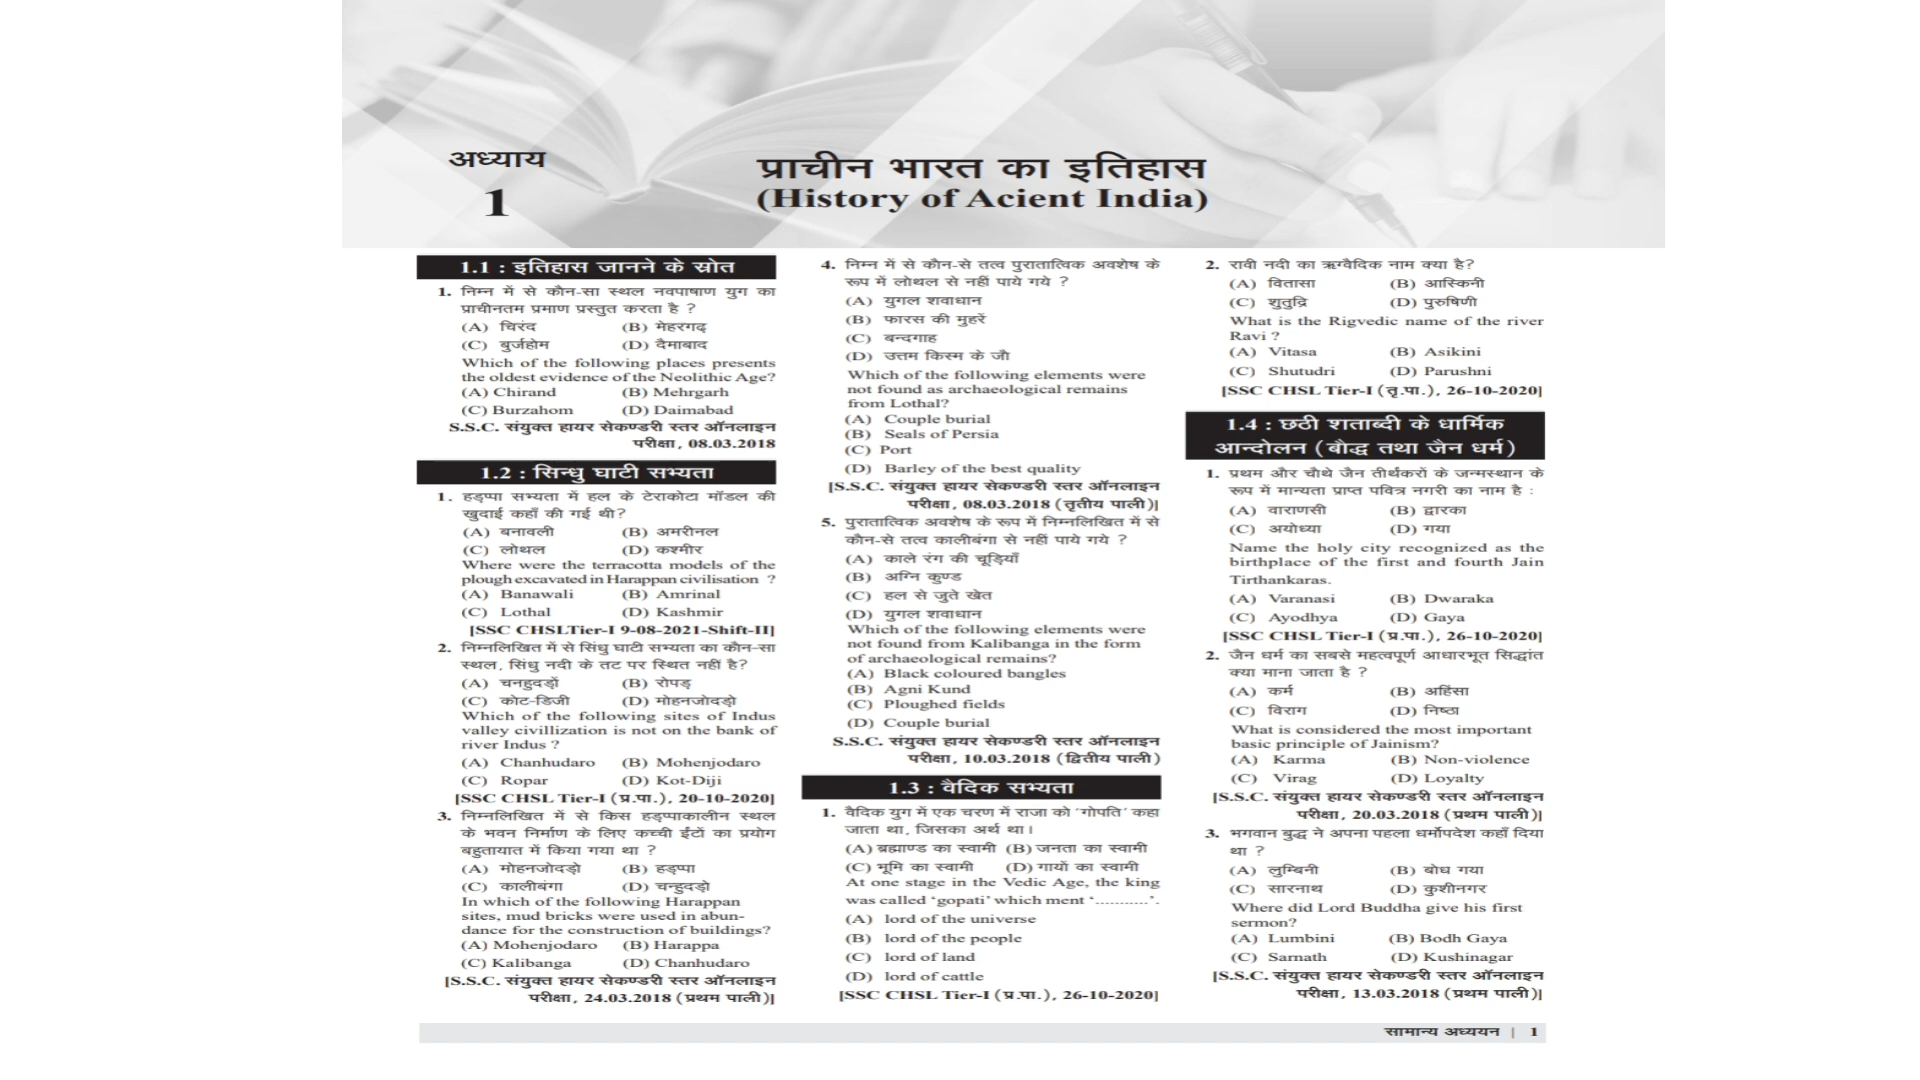 अध्याय
1
प्राचीन भारत का इतिहास
(History of Acient India)
1.1 : इतिहास जानने के स्रोत
1. निम्न में से कौन-सा स्थल नवपाषाण युग का
प्राचीनतम प्रमाण प्रस्तुत करता है ?
(A) चिरंद (B) मेहरगढ़
(C) बुर्जहोम (D) दैमाबाद
Which of the following places presents
the oldest evidence of the Neolithic Age?
(A) Chirand (B) Mehrgarh
(C) Burzahom (D) Daimabad
S.S.C. संयुक्त हायर सेकण्डरी स्तर ऑनलाइन
परीक्षा, 08.03.2018
1.2 : सिन्धु घाटी सभ्यता
1. हड़प्पा सभ्यता में हल के टेराकोटा मॉडल की
खुदाई कहाँ की गई थी?
(A) बनावली (B) अमरीनल
(C) लोथल (D) कश्मीर
Where were the terracotta models of the
plough excavated in Harappan civilisation ?
(A) Banawali (B) Amrinal
(C) Lothal (D) Kashmir
[SSC CHSLTier-I 9-08-2021-Shift-II]
2. निम्नलिखित में से सिंधु घाटी सभ्यता का कौन-सा
स्थल, सिंधु नदी के तट पर स्थित नहीं है?
(A) चनहुदड़ों (B) रोपड़
(C) कोट-डिजी (D) मोहनजोदड़ो
Which of the following sites of Indus
valley civillization is not on the bank of
river Indus ?
(A) Chanhudaro (B) Mohenjodaro
(C) Ropar (D) Kot-Diji
[SSC CHSL Tier-I (प्र.पा.), 20-10-2020]
3. निम्नलिखित में से किस हड़प्पाकालीन स्थल
के भवन निर्माण के लिए कच्ची ईंटों का प्रयोग
बहुतायात में किया गया था ?
(A) मोहनजोदड़ो (B) हड़प्पा
(C) कालीबंगा (D) चन्हुदड़ो
In which of the following Harappan
sites, mud bricks were used in abun-
dance for the construction of buildings?
(A) Mohenjodaro (B) Harappa
(C) Kalibanga (D) Chanhudaro
[S.S.C. संयुक्त हायर सेकण्डरी स्तर ऑनलाइन
परीक्षा, 24.03.2018 (प्रथम पाली)]
4. निम्न में से कौन-से तत्व पुरातात्विक अवशेष के
रूप में लोथल से नहीं पाये गये ?
(A) युगल शवाधान
(B) फारस की मुहरें
(C) बन्दगाह
(D) उत्तम किस्म के जौ
Which of the following elements were
not found as archaeological remains
from Lothal?
(A) Couple burial
(B) Seals of Persia
(C) Port
(D) Barley of the best quality
[S.S.C. संयुक्त हायर सेकण्डरी स्तर ऑनलाइन
परीक्षा, 08.03.2018 (तृतीय पाली)]
5. पुरातात्विक अवशेष के रूप में निम्नलिखित में से
कौन-से तत्व कालीबंगा से नहीं पाये गये ?
(A) काले रंग की चूड़ियाँ
(B) अग्नि कुण्ड
(C) हल से जुते खेत
(D) युगल शवाधान
Which of the following elements were
not found from Kalibanga in the form
of archaeological remains?
(A) Black coloured bangles
(B) Agni Kund
(C) Ploughed fields
(D) Couple burial
S.S.C. संयुक्त हायर सेकण्डरी स्तर ऑनलाइन
परीक्षा, 10.03.2018 (द्वितीय पाली)
1.3 : वैदिक सभ्यता
1. वैदिक युग में एक चरण में राजा को 'गोपति' कहा
जाता था, जिसका अर्थ था।
(A) ब्रह्माण्ड का स्वामी (B) जनता का स्वामी
(C) भूमि का स्वामी (D) गायों का स्वामी
At one stage in the Vedic Age, the king
was called ‘gopati’ which ment ‘...........’.
(A) lord of the universe
(B) lord of the people
(C) lord of land
(D) lord of cattle
[SSC CHSL Tier-I (प्र.पा.), 26-10-2020]
2. रावी नदी का ऋग्वैदिक नाम क्या है?
(A) वितासा (B) आस्किनी
(C) शुतुद्रि (D) पुरुषिणी
What is the Rigvedic name of the river
Ravi ?
(A) Vitasa (B) Asikini
(C) Shutudri (D) Parushni
[SSC CHSL Tier-I (तृ.पा.), 26-10-2020]
1.4 : छठी शताब्दी के धार्मिक
आन्दोलन (बौद्ध तथा जैन धर्म)
1. प्रथम और चौथे जैन तीर्थंकरों के जन्मस्थान के
रूप में मान्यता प्राप्त पवित्र नगरी का नाम है :
(A) वाराणसी (B) द्वारका
(C) अयोध्या (D) गया
Name the holy city recognized as the
birthplace of the first and fourth Jain
Tirthankaras.
(A) Varanasi (B) Dwaraka
(C) Ayodhya (D) Gaya
[SSC CHSL Tier-I (प्र.पा.), 26-10-2020]
2. जैन धर्म का सबसे महत्वपूर्ण आधारभूत सिद्धांत
क्या माना जाता है ?
(A) कर्म (B) अहिंसा
(C) विराग (D) निष्ठा
What is considered the most important
basic principle of Jainism?
(A) Karma (B) Non-violence
(C) Virag (D) Loyalty
[S.S.C. संयुक्त हायर सेकण्डरी स्तर ऑनलाइन
परीक्षा, 20.03.2018 (प्रथम पाली)]
3. भगवान बुद्ध ने अपना पहला धर्मोपदेश कहाँ दिया
था ?
(A) लुम्बिनी (B) बोध गया
(C) सारनाथ (D) कुशीनगर
Where did Lord Buddha give his first
sermon?
(A) Lumbini (B) Bodh Gaya
(C) Sarnath (D) Kushinagar
[S.S.C. संयुक्त हायर सेकण्डरी स्तर ऑनलाइन
परीक्षा, 13.03.2018 (प्रथम पाली)]
सामान्य अध्ययन | 1